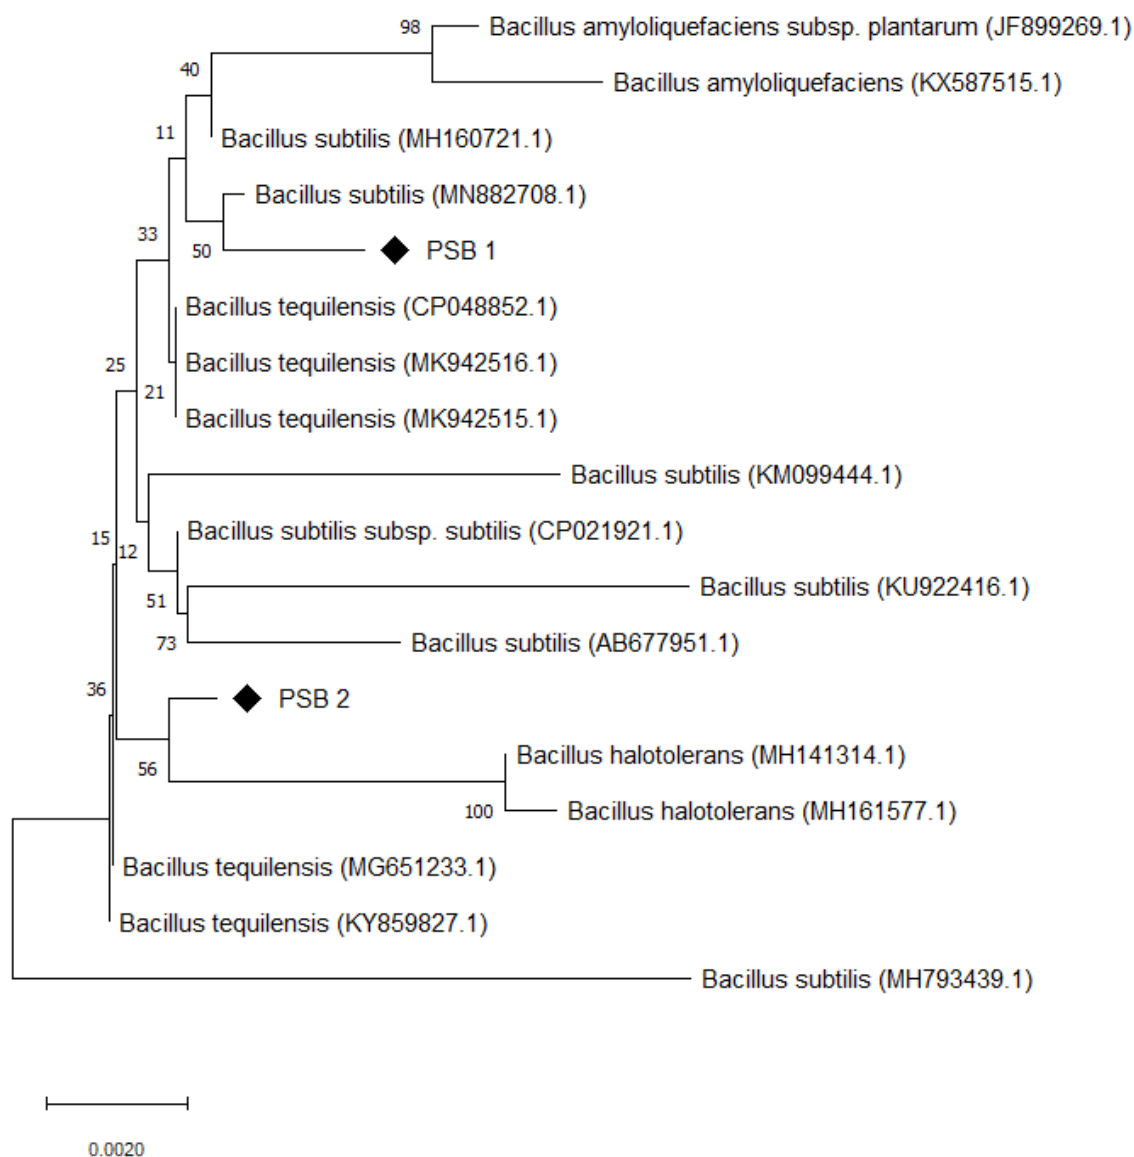 98
Bacillus amyloliquefaciens subsp. plantarum (JF899269.1)
40
Bacillus amyloliquefaciens (KX587515.1)
11
Bacillus subtilis (MH160721.1)
Bacillus subtilis (MN882708.1)
33
50
PSB 1
Bacillus tequilensis (CP048852.1)
25
Bacillus tequilensis (MK942516.1)
21
Bacillus tequilensis (MK942515.1)
Bacillus subtilis (KM099444.1)
15
12
Bacillus subtilis subsp. subtilis (CP021921.1)
51
Bacillus subtilis (KU922416.1)
73
Bacillus subtilis (AB677951.1)
36
PSB 2
56
Bacillus halotolerans (MH141314.1)
100
Bacillus halotolerans (MH161577.1)
Bacillus tequilensis (MG651233.1)
Bacillus tequilensis (KY859827.1)
Bacillus subtilis (MH793439.1)
0.0020